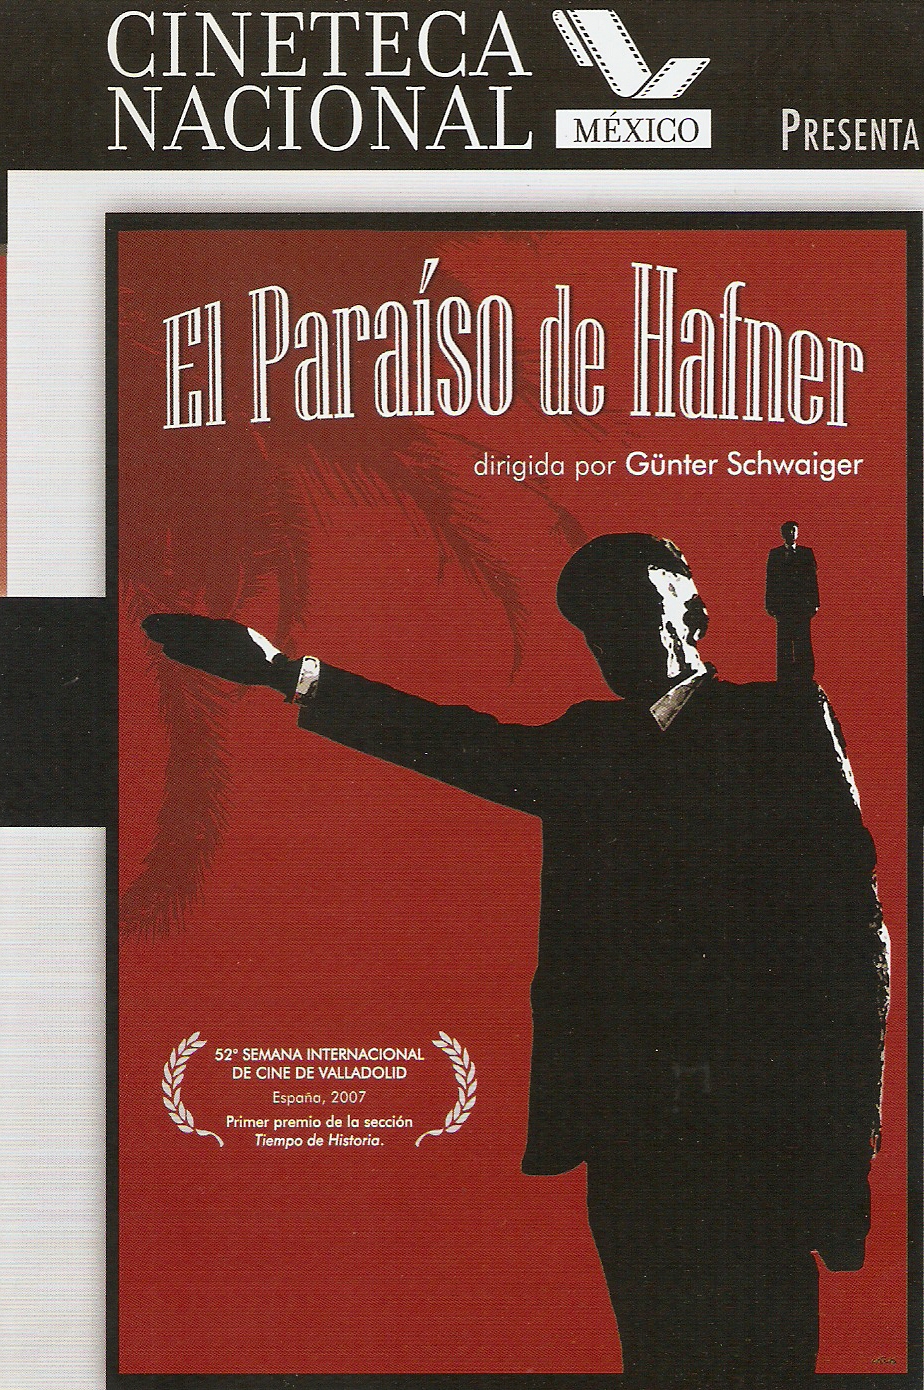 CINETECA
NACIONAL
MÉXICO
PRESENTA
El Paraíso de Hafner
dirigida por Günter Schwaiger
52º SEMANA INTERNACIONAL
DE CINE DE VALLADOLID
España, 2007
Primer premio de la sección
Tiempo de Historia.